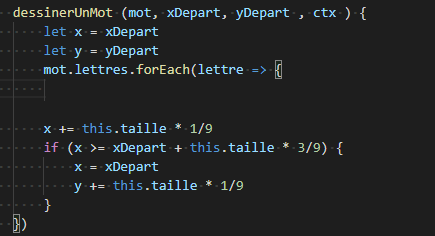 dessinerUnMot (mot, xDepart, yDepart , ctx ) {
let x = xDepart
let y = yDepart
mot.lettres.forEach(lettre => {
x += this.taille * 1/9
if (x >= xDepart + this.taille * 3/9) {
x = xDepart
y += this.taille * 1/9
}
})